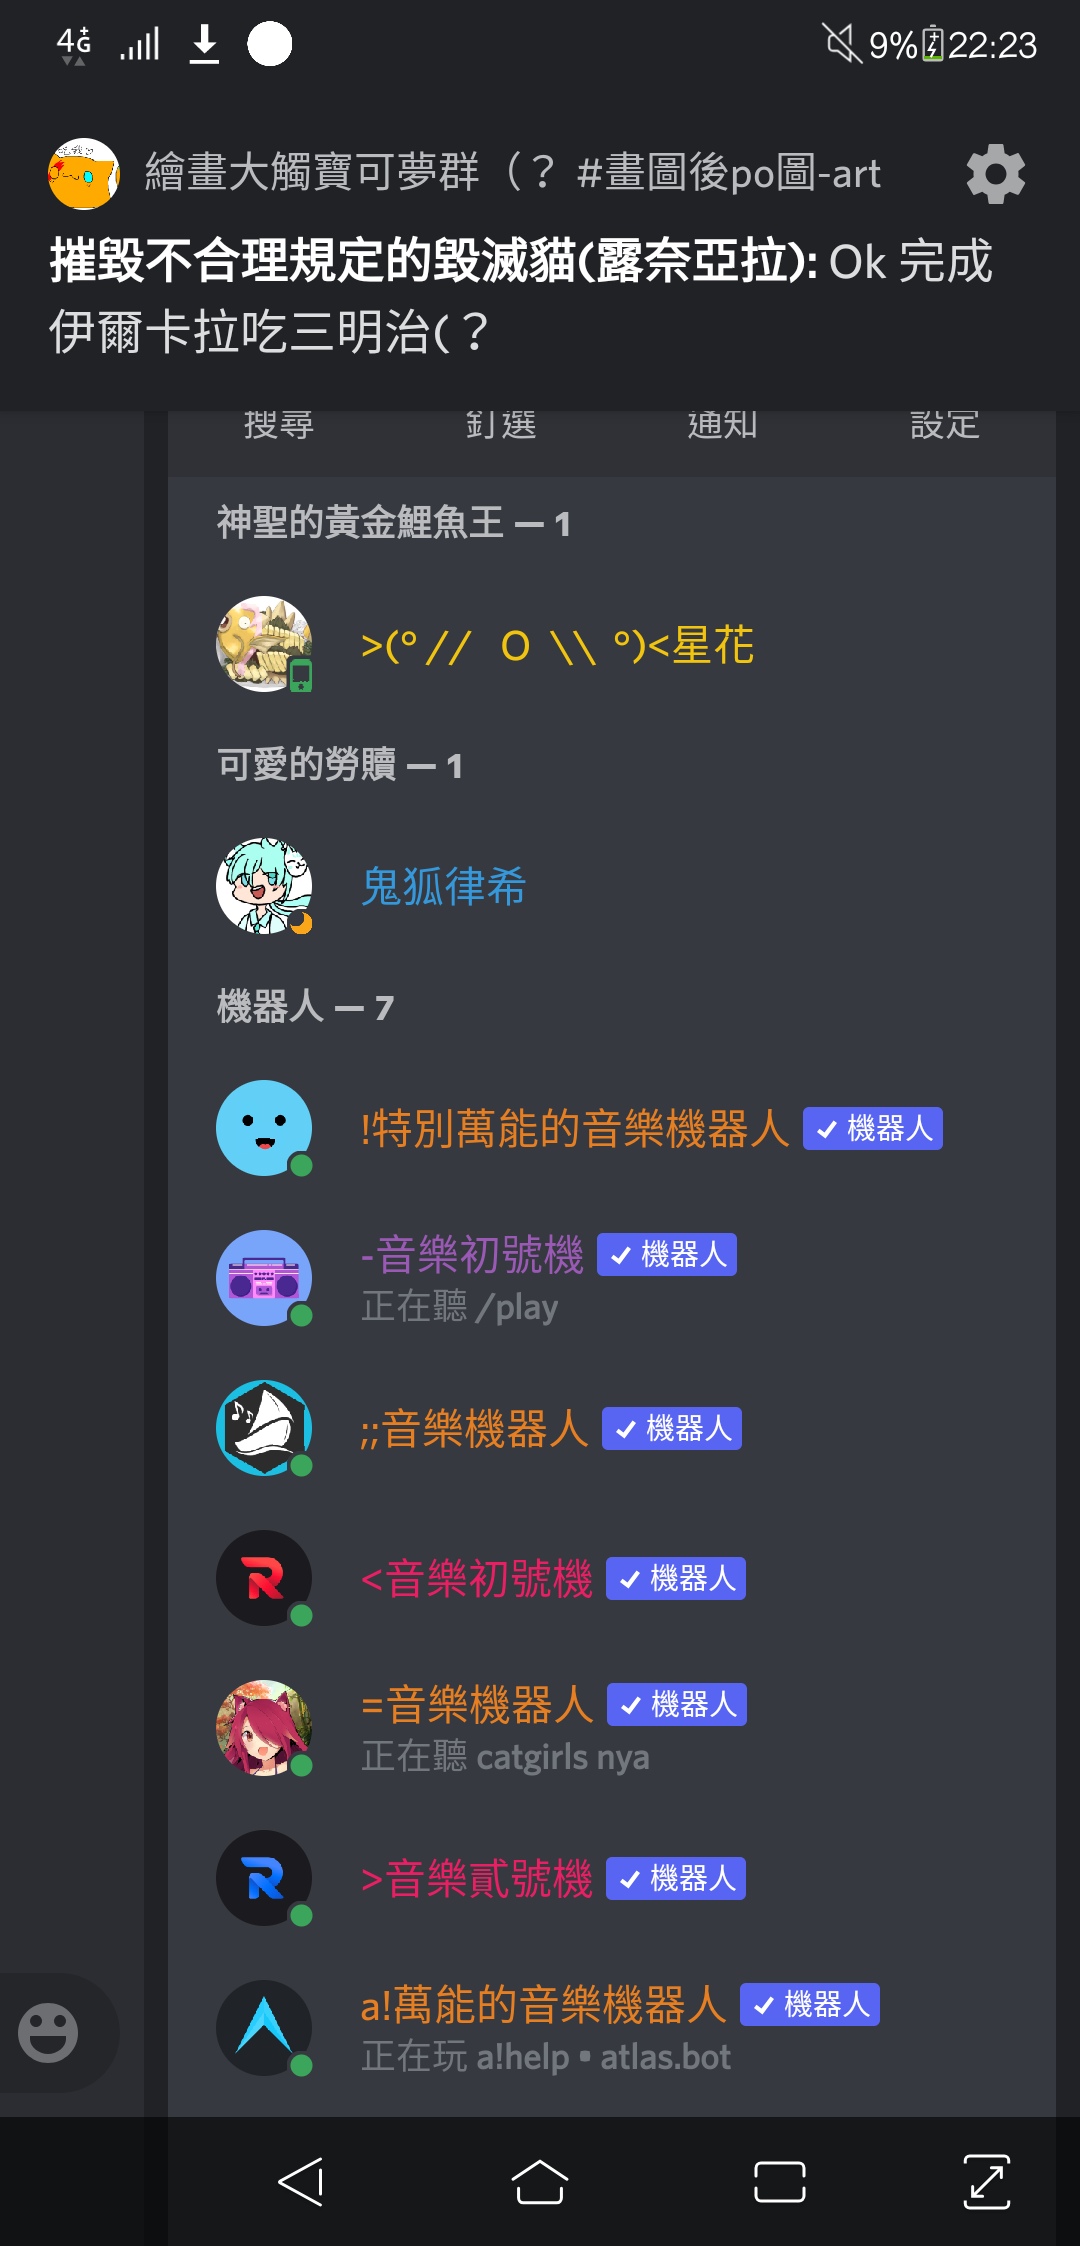 4G+
9% 22:23
繪畫大觸寶可夢群（？ #畫圖後po圖-art
摧毀不合理規定的毀滅貓(露奈亞拉): Ok 完成
伊爾卡拉吃三明治(？
搜尋 釘選 通知 設定
神聖的黃金鯉魚王 — 1
>(° // O \\ °)<星花
可愛的勞贖 — 1
鬼狐律希
機器人 — 7
!特別萬能的音樂機器人 ✓ 機器人
-音樂初號機 ✓ 機器人
正在聽 /play
;;音樂機器人 ✓ 機器人
<音樂初號機 ✓ 機器人
=音樂機器人 ✓ 機器人
正在聽 catgirls nya
>音樂貳號機 ✓ 機器人
a!萬能的音樂機器人 ✓ 機器人
正在玩 a!help • atlas.bot